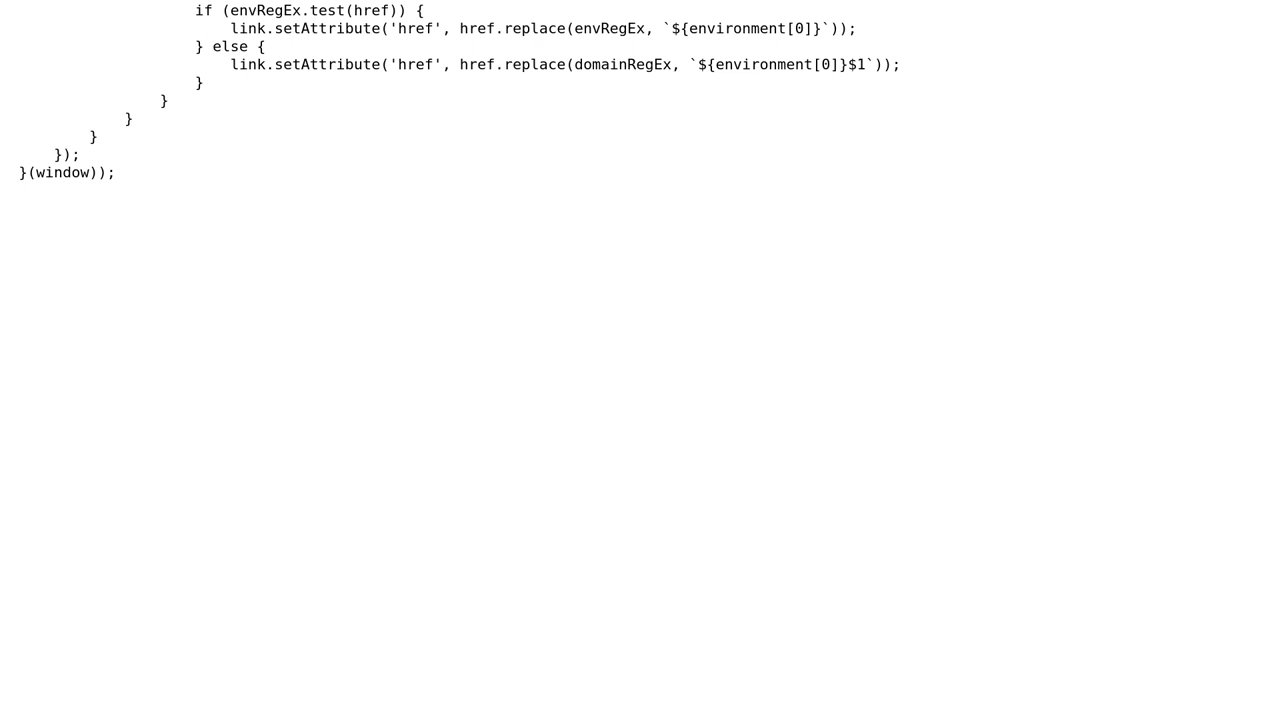 if (envRegEx.test(href)) {
                        link.setAttribute('href', href.replace(envRegEx, `${environment[0]}`));
                    } else {
                        link.setAttribute('href', href.replace(domainRegEx, `${environment[0]}$1`));
                    }
                }
            }
        }
    });
}(window));